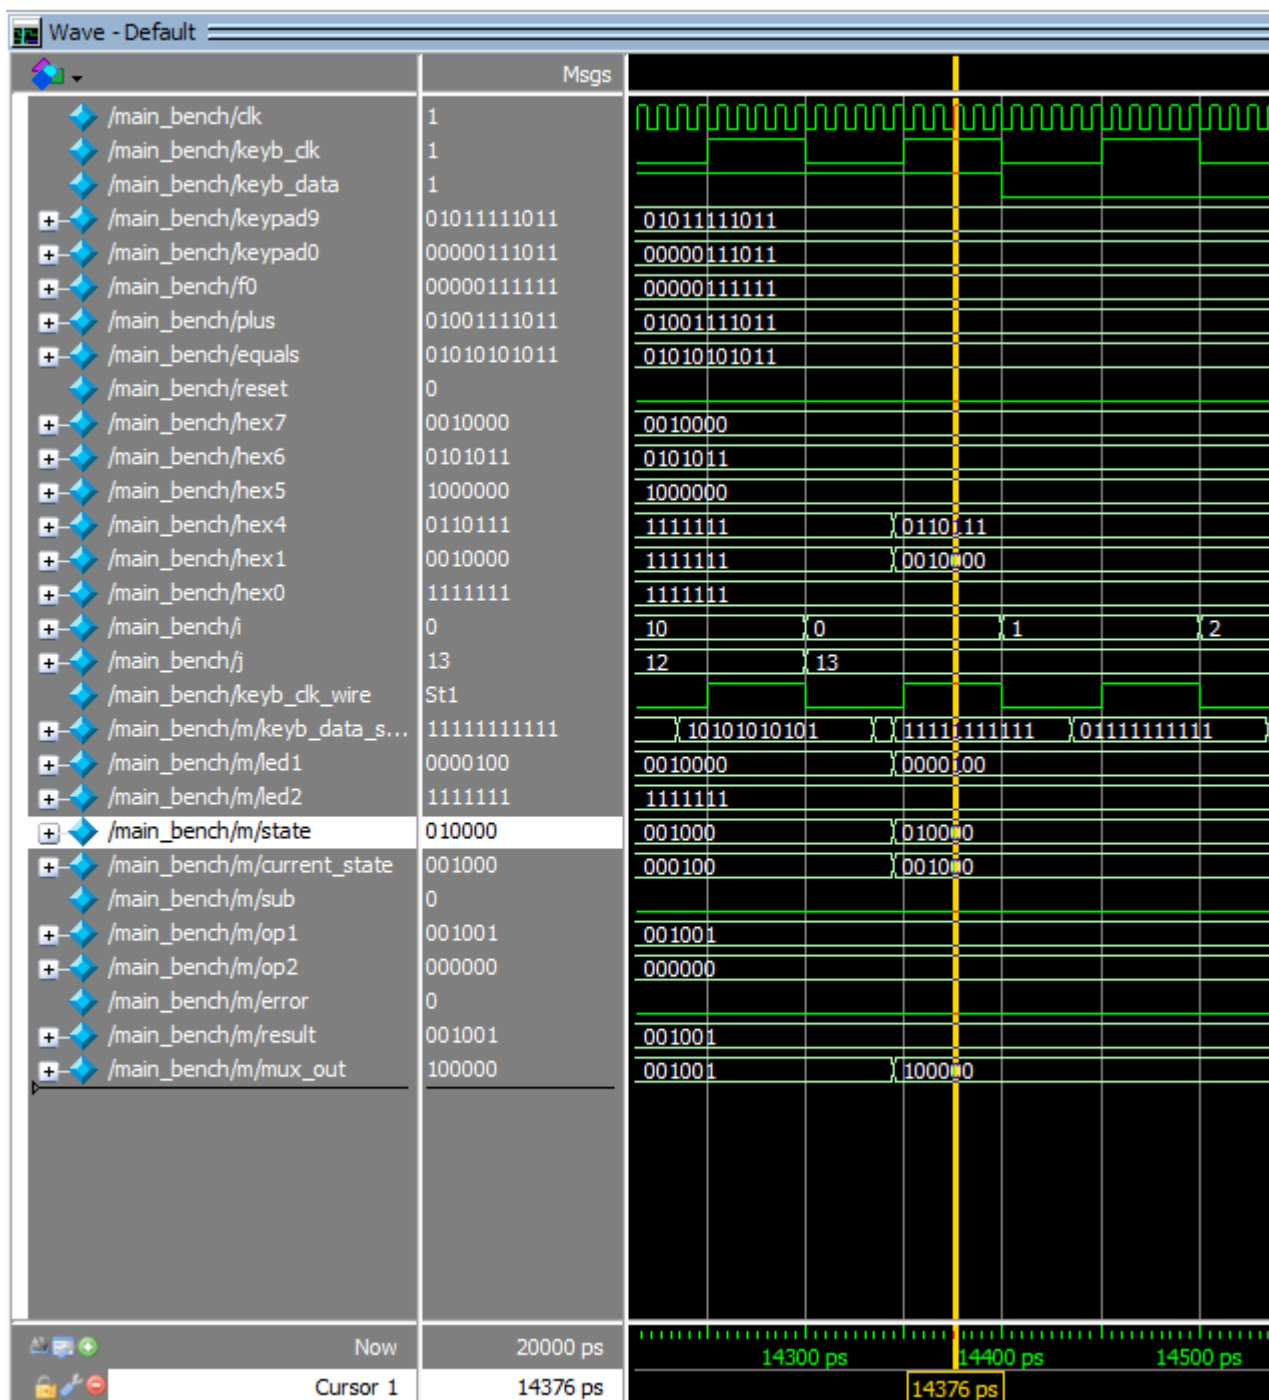 Wave - Default
Msgs
/main_bench/clk 1
/main_bench/keyb_clk 1
/main_bench/keyb_data 1
/main_bench/keypad9 01011111011 01011111011
/main_bench/keypad0 00000111011 00000111011
/main_bench/f0 00000111111 00000111111
/main_bench/plus 01001111011 01001111011
/main_bench/equals 01010101011 01010101011
/main_bench/reset 0
/main_bench/hex7 0010000 0010000
/main_bench/hex6 0101011 0101011
/main_bench/hex5 1000000 1000000
/main_bench/hex4 0110111 1111111 0110111
/main_bench/hex1 0010000 1111111 0010000
/main_bench/hex0 1111111 1111111
/main_bench/i 0 10 0 1 2
/main_bench/j 13 12 13
/main_bench/keyb_clk_wire St1
/main_bench/m/keyb_data_s... 11111111111 10101010101 11111111111 01111111111
/main_bench/m/led1 0000100 0010000 0000100
/main_bench/m/led2 1111111 1111111
/main_bench/m/state 010000 001000 010000
/main_bench/m/current_state 001000 000100 001000
/main_bench/m/sub 0
/main_bench/m/op1 001001 001001
/main_bench/m/op2 000000 000000
/main_bench/m/error 0
/main_bench/m/result 001001 001001
/main_bench/m/mux_out 100000 001001 100000
Now 20000 ps 14300 ps 14400 ps 14500 ps
Cursor 1 14376 ps 14376 ps